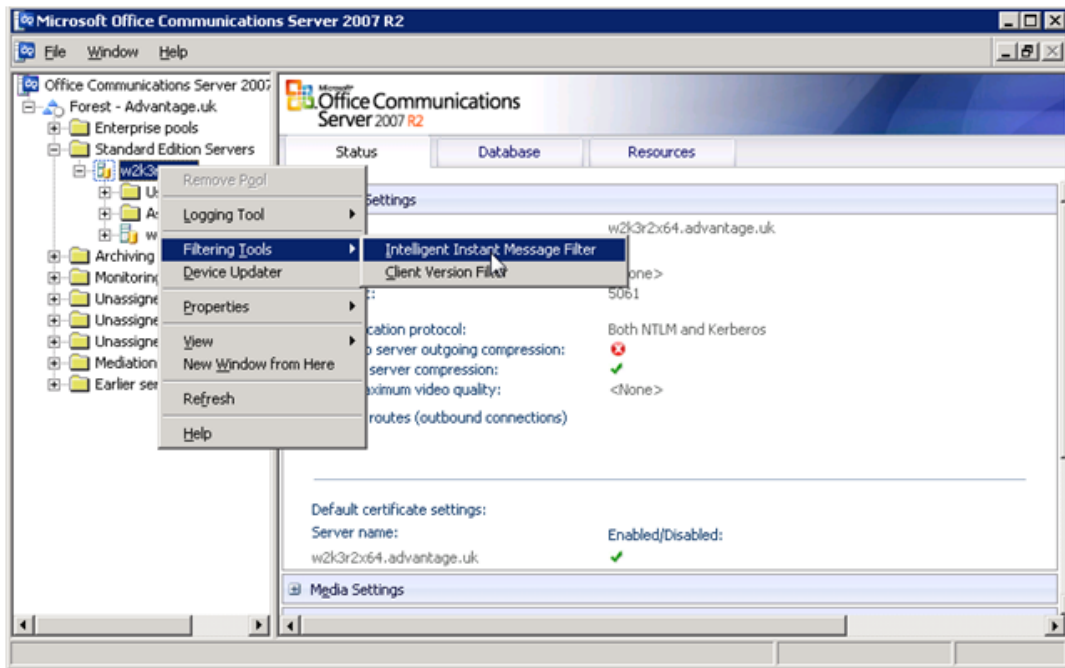 Microsoft Office Communications Server 2007 R2
File Window Help
Office Communications Server 2007
Forest - Advantage.uk
Enterprise pools
Standard Edition Servers
w2k3r
Archiving
Monitoring
Unassigne
Unassigne
Unassigne
Mediation
Earlier ser
Remove Pool
Logging Tool
Filtering Tools
Device Updater
Properties
View
New Window from Here
Refresh
Help
Intelligent Instant Message Filter
Client Version Filter
Microsoft
Office Communications
Server 2007 R2
Status Database Resources
Settings
w2k3r2x64.advantage.uk
one>
5061
cation protocol: Both NTLM and Kerberos
server outgoing compression:
server compression:
aximum video quality: <None>
routes (outbound connections)
Default certificate settings:
Server name: Enabled/Disabled:
w2k3r2x64.advantage.uk
Media Settings